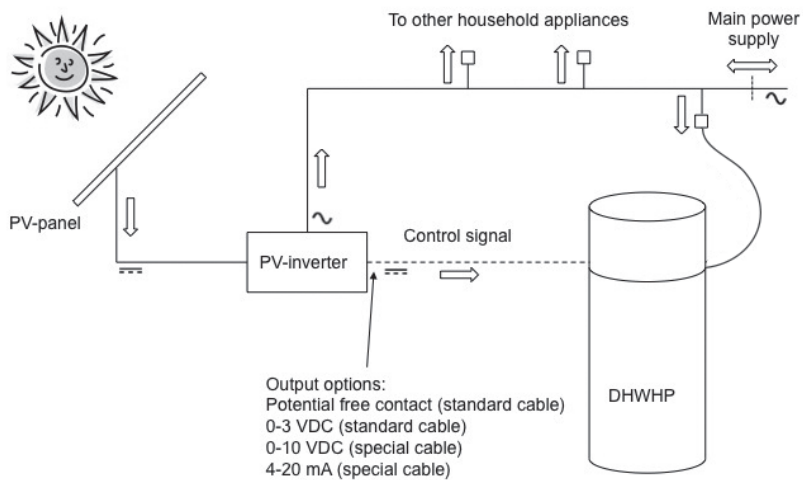 To other household appliances
Main power
supply
PV-panel
PV-inverter
Control signal
Output options:
Potential free contact (standard cable)
0-3 VDC (standard cable)
0-10 VDC (special cable)
4-20 mA (special cable)
DHWHP